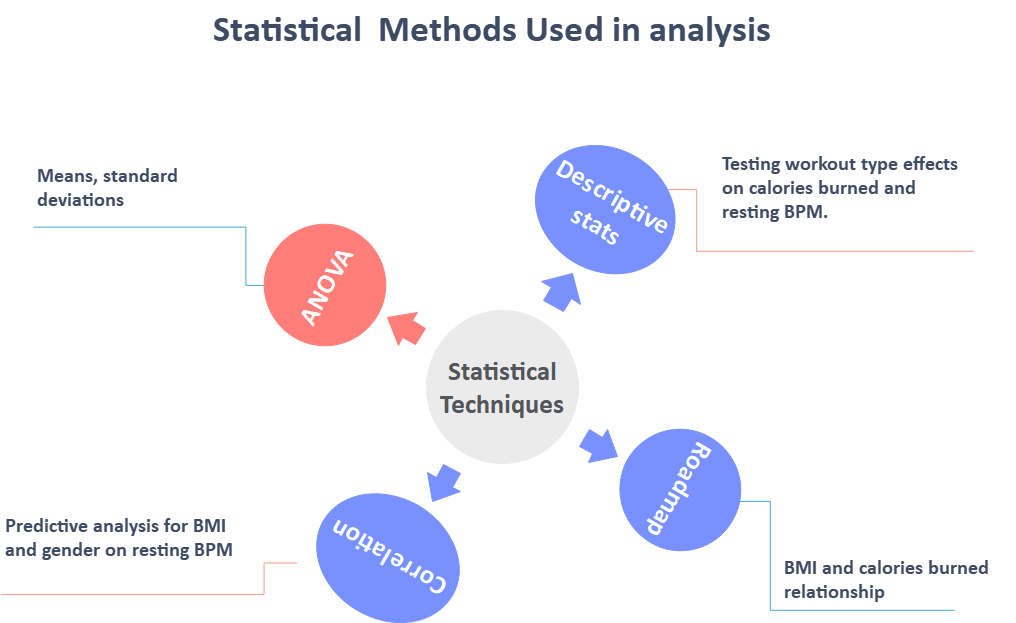 Statistical Methods Used in analysis
Means, standard
deviations
ANOVA
Descriptive
stats
Testing workout type effects
on calories burned and
resting BPM.
Statistical
Techniques
Predictive analysis for BMI
and gender on resting BPM
Correlation
Roadmap
BMI and calories burned
relationship